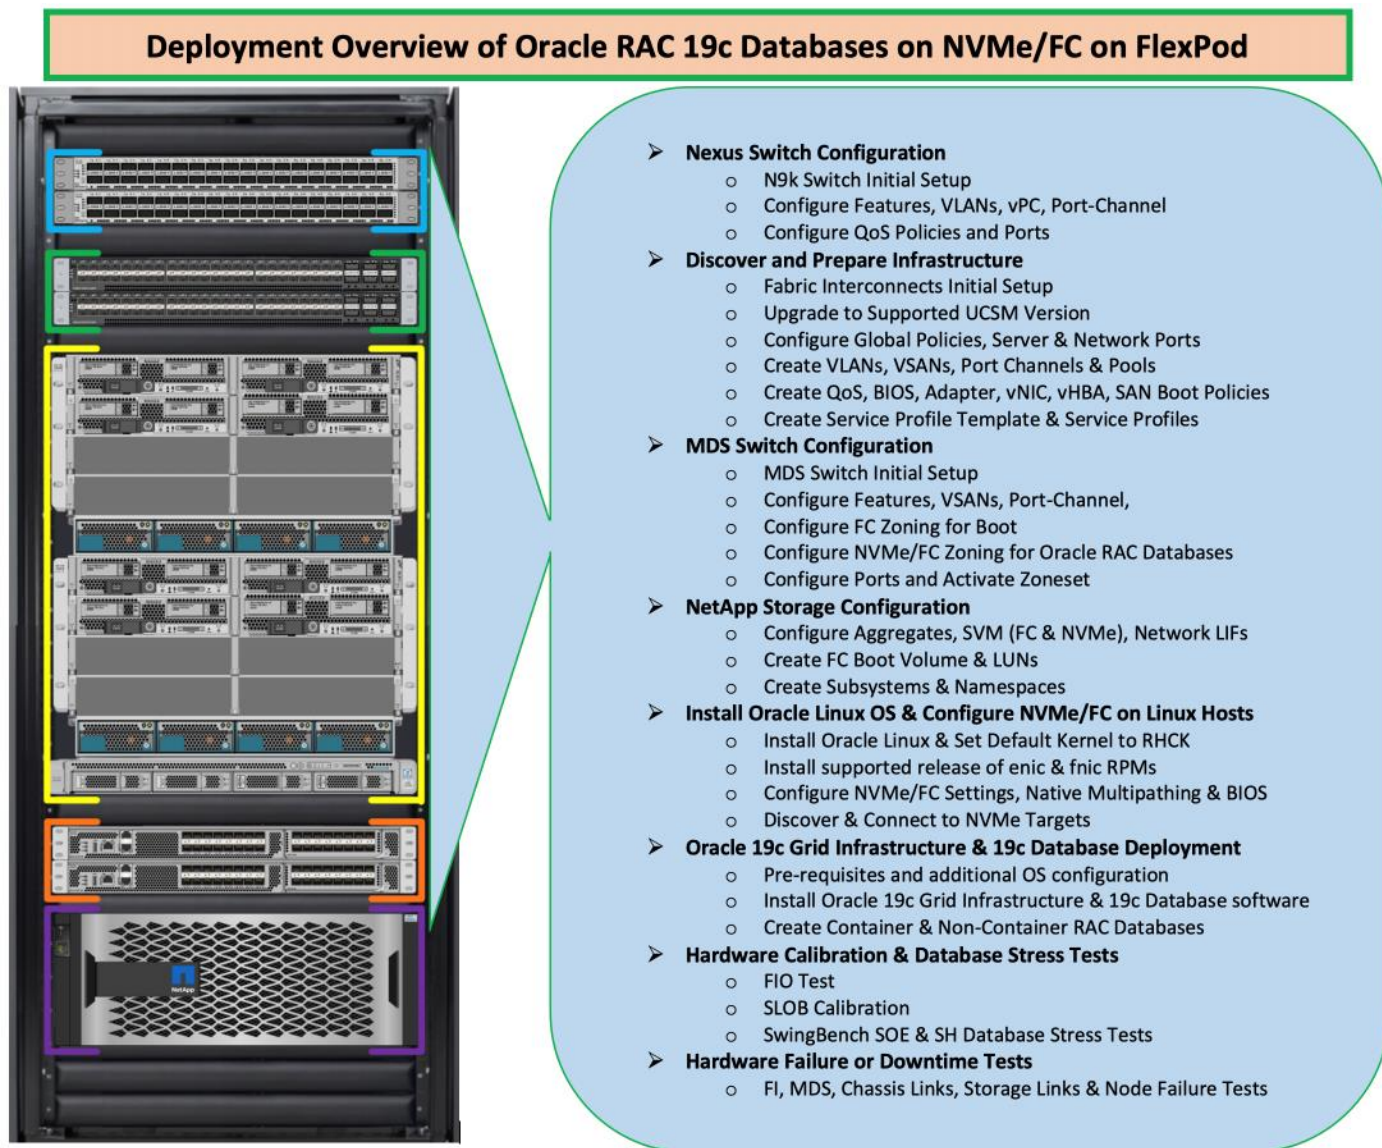 Deployment Overview of Oracle RAC 19c Databases on NVMe/FC on FlexPod
➢ Nexus Switch Configuration
o N9k Switch Initial Setup
o Configure Features, VLANs, vPC, Port-Channel
o Configure QoS Policies and Ports
➢ Discover and Prepare Infrastructure
o Fabric Interconnects Initial Setup
o Upgrade to Supported UCSM Version
o Configure Global Policies, Server & Network Ports
o Create VLANs, VSANs, Port Channels & Pools
o Create QoS, BIOS, Adapter, vNIC, vHBA, SAN Boot Policies
o Create Service Profile Template & Service Profiles
➢ MDS Switch Configuration
o MDS Switch Initial Setup
o Configure Features, VSANs, Port-Channel,
o Configure FC Zoning for Boot
o Configure NVMe/FC Zoning for Oracle RAC Databases
o Configure Ports and Activate Zoneset
➢ NetApp Storage Configuration
o Configure Aggregates, SVM (FC & NVMe), Network LIFs
o Create FC Boot Volume & LUNs
o Create Subsystems & Namespaces
➢ Install Oracle Linux OS & Configure NVMe/FC on Linux Hosts
o Install Oracle Linux & Set Default Kernel to RHCK
o Install supported release of enic & fnic RPMs
o Configure NVMe/FC Settings, Native Multipathing & BIOS
o Discover & Connect to NVMe Targets
➢ Oracle 19c Grid Infrastructure & 19c Database Deployment
o Pre-requisites and additional OS configuration
o Install Oracle 19c Grid Infrastructure & 19c Database software
o Create Container & Non-Container RAC Databases
➢ Hardware Calibration & Database Stress Tests
o FIO Test
o SLOB Calibration
o SwingBench SOE & SH Database Stress Tests
➢ Hardware Failure or Downtime Tests
o FI, MDS, Chassis Links, Storage Links & Node Failure Tests
NetApp